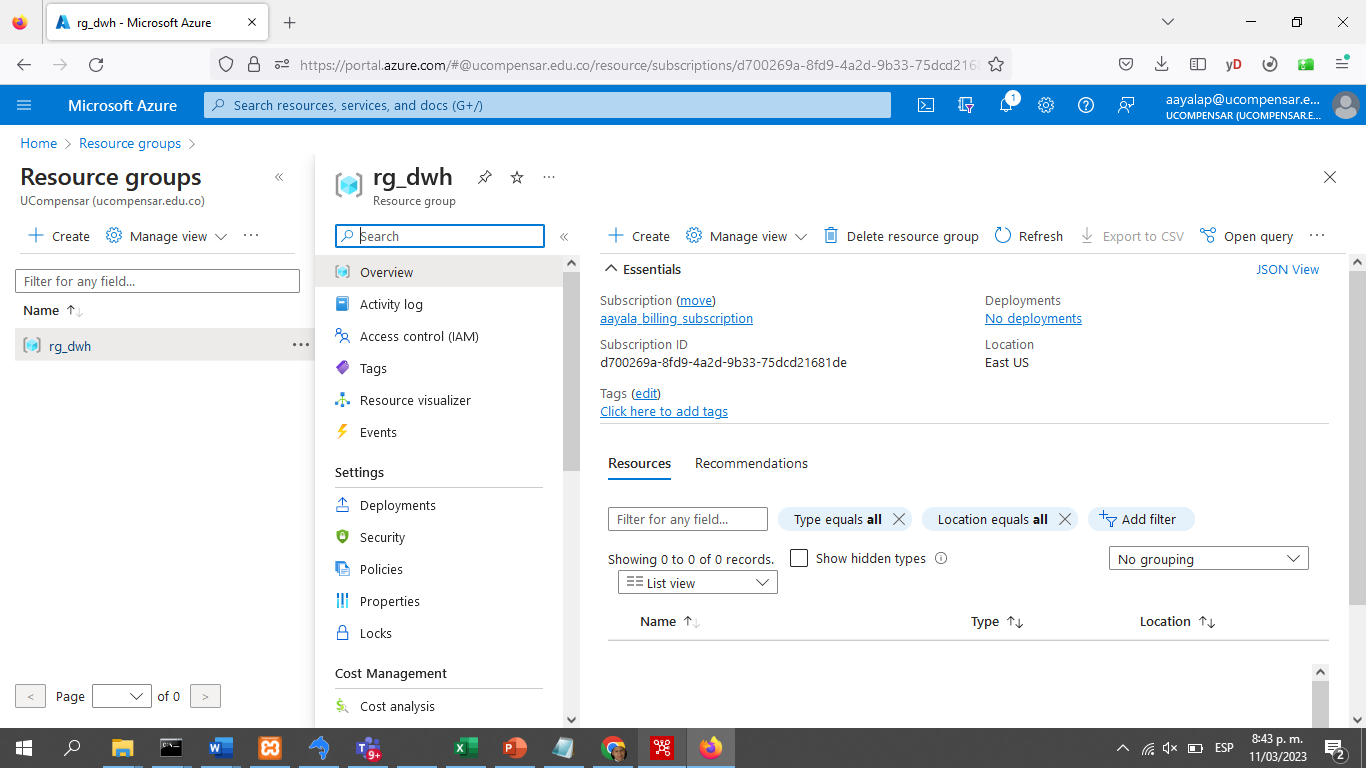 rg_dwh - Microsoft Azure
https://portal.azure.com/#@ucompensar.edu.co/resource/subscriptions/d700269a-8fd9-4a2d-9b33-75dcd2168
yD
Microsoft Azure
Search resources, services, and docs (G+/)
1
aayalap@ucompensar.e...
UCOMPENSAR (UCOMPENSAR.E...
Home > Resource groups >
Resource groups
UCompensar (ucompensar.edu.co)
Create
Manage view
Filter for any field...
Name
rg_dwh
< Page of 0 >
rg_dwh
Resource group
Search
Overview
Activity log
Access control (IAM)
Tags
Resource visualizer
Events
Settings
Deployments
Security
Policies
Properties
Locks
Cost Management
Cost analysis
Create
Manage view
Delete resource group
Refresh
Export to CSV
Open query
Essentials
JSON View
Subscription (move)
aayala_billing_subscription
Subscription ID
d700269a-8fd9-4a2d-9b33-75dcd21681de
Tags (edit)
Click here to add tags
Deployments
No deployments
Location
East US
Resources
Recommendations
Filter for any field...
Type equals all
Location equals all
Add filter
Showing 0 to 0 of 0 records.
Show hidden types
No grouping
List view
Name
Type
Location
9+
ESP
8:43 p. m.
11/03/2023
2